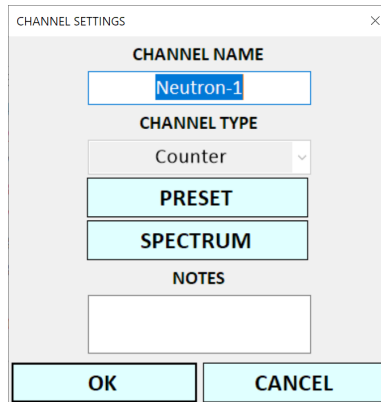 CHANNEL SETTINGS
CHANNEL NAME
Neutron-1
CHANNEL TYPE
Counter
PRESET
SPECTRUM
NOTES
OK CANCEL